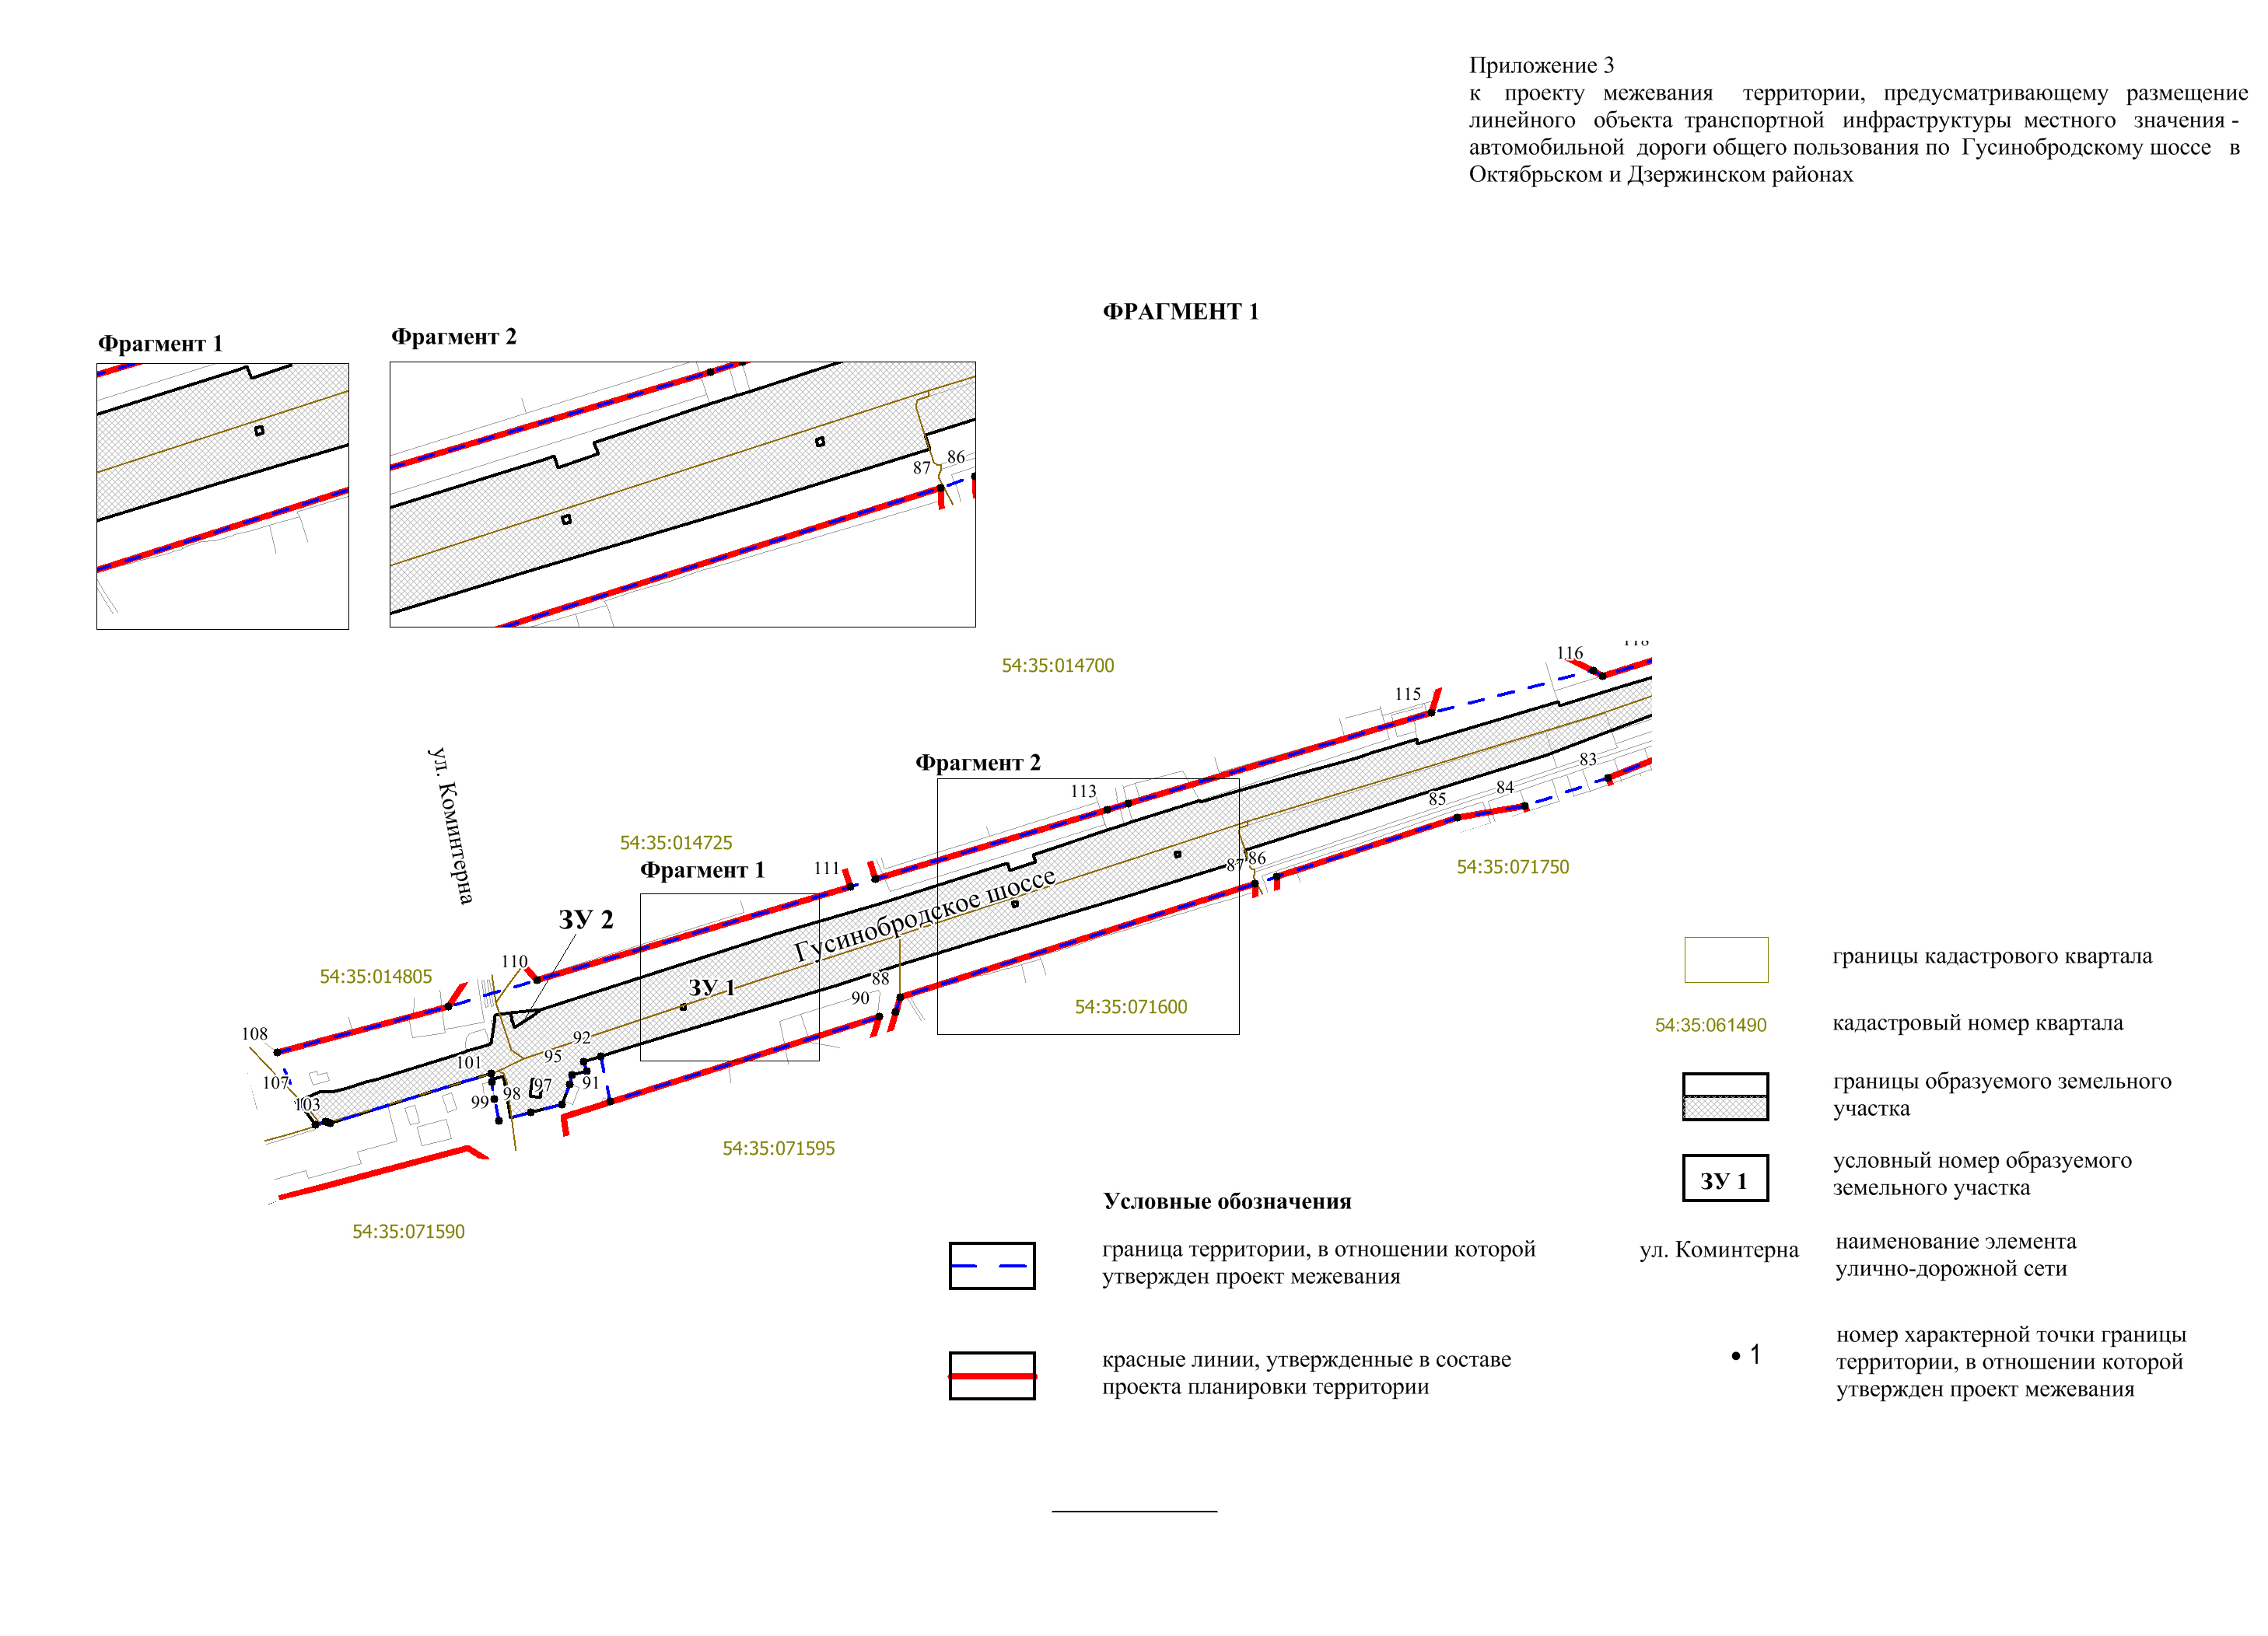 Приложение 3
к проекту межевания территории, предусматривающему размещение
линейного объекта транспортной инфраструктуры местного значения -
автомобильной дороги общего пользования по Гусинобродскому шоссе в
Октябрьском и Дзержинском районах
ФРАГМЕНТ 1
Фрагмент 1
Фрагмент 2
87
86
54:35:014700
116
115
ул. Коминтерна
Фрагмент 2
83
84
85
113
54:35:014725
Фрагмент 1
111
87
86
54:35:071750
Гусинобродское шоссе
ЗУ 2
110
54:35:014805
ЗУ 1
88
90
54:35:071600
108
92
95
101
107
97
91
98
99
103
54:35:071595
54:35:071590
границы кадастрового квартала
54:35:061490
кадастровый номер квартала
границы образуемого земельного
участка
ЗУ 1
условный номер образуемого
земельного участка
ул. Коминтерна
наименование элемента
улично-дорожной сети
1
номер характерной точки границы
территории, в отношении которой
утвержден проект межевания
Условные обозначения
граница территории, в отношении которой
утвержден проект межевания
красные линии, утвержденные в составе
проекта планировки территории